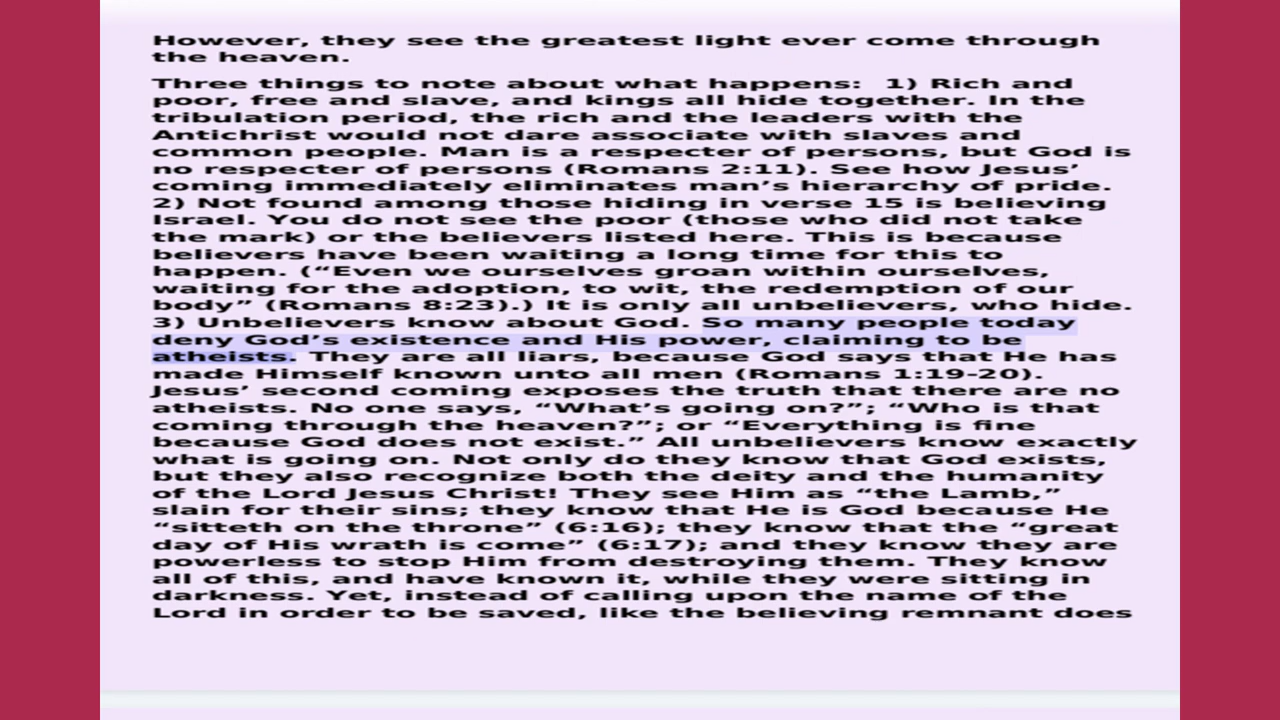 However, they see the greatest light ever come through
the heaven.
Three things to note about what happens:  1) Rich and
poor, free and slave, and kings all hide together. In the
tribulation period, the rich and the leaders with the
Antichrist would not dare associate with slaves and
common people. Man is a respecter of persons, but God is
no respecter of persons (Romans 2:11). See how Jesus’
coming immediately eliminates man’s hierarchy of pride.
2) Not found among those hiding in verse 15 is believing
Israel. You do not see the poor (those who did not take
the mark) or the believers listed here. This is because
believers have been waiting a long time for this to
happen. (“Even we ourselves groan within ourselves,
waiting for the adoption, to wit, the redemption of our
body” (Romans 8:23).) It is only all unbelievers, who hide.
3) Unbelievers know about God. So many people today
deny God’s existence and His power, claiming to be
atheists. They are all liars, because God says that He has
made Himself known unto all men (Romans 1:19-20).
Jesus’ second coming exposes the truth that there are no
atheists. No one says, “What’s going on?”; “Who is that
coming through the heaven?”; or “Everything is fine
because God does not exist.” All unbelievers know exactly
what is going on. Not only do they know that God exists,
but they also recognize both the deity and the humanity
of the Lord Jesus Christ! They see Him as “the Lamb,”
slain for their sins; they know that He is God because He
“sitteth on the throne” (6:16); they know that the “great
day of His wrath is come” (6:17); and they know they are
powerless to stop Him from destroying them. They know
all of this, and have known it, while they were sitting in
darkness. Yet, instead of calling upon the name of the
Lord in order to be saved, like the believing remnant does